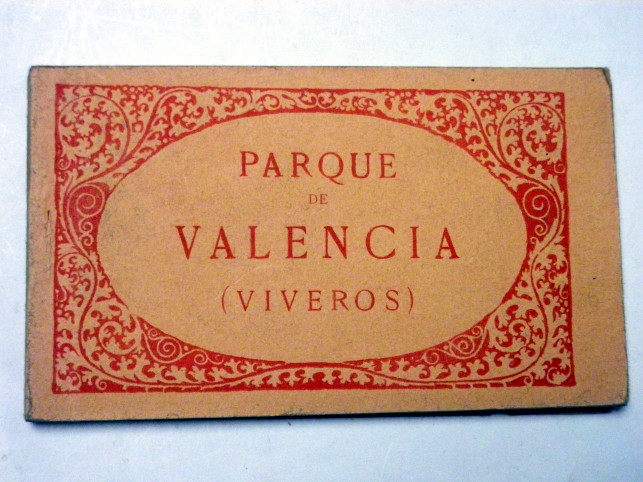 PARQUE
DE
VALENCIA
(VIVEROS)